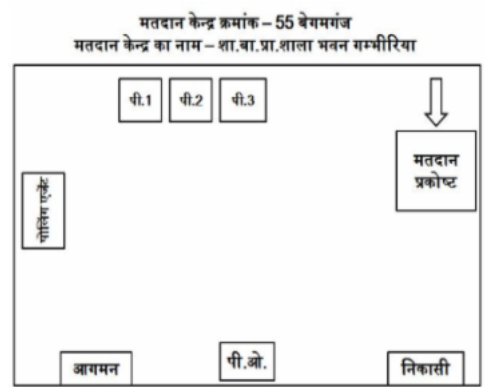 मतदान केन्द्र क्रमांक – 55 बेगमगंज
मतदान केन्द्र का नाम – शा.बा.प्रा.शाला भवन गम्भीरिया
पी.1 पी.2 पी.3
मतदान
प्रकोष्ट
पोलिंग एजेंट
आगमन पी.ओ. निकासी